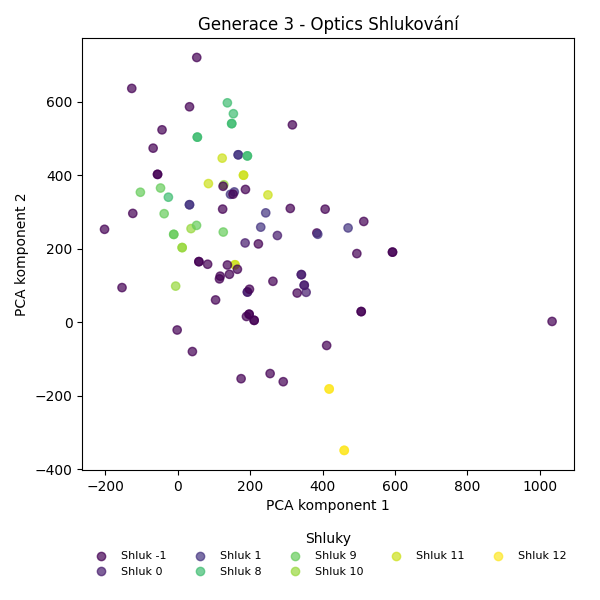 Generace 3 - Optics Shlukování
PCA komponent 2
600
400
200
0
−200
−400
−200 0 200 400 600 800 1000
PCA komponent 1
Shluky
Shluk -1 Shluk 1 Shluk 9 Shluk 11 Shluk 12
Shluk 0 Shluk 8 Shluk 10